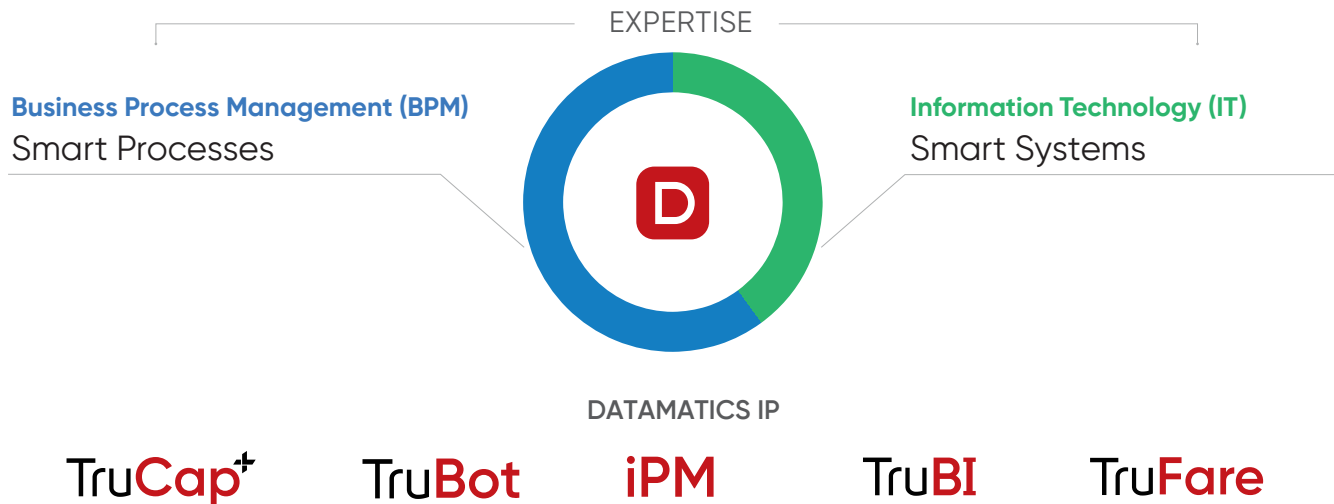 EXPERTISE
Business Process Management (BPM)
Smart Processes
Information Technology (IT)
Smart Systems
D
DATAMATICS IP
TruCap+
TruBot
iPM
TruBI
TruFare